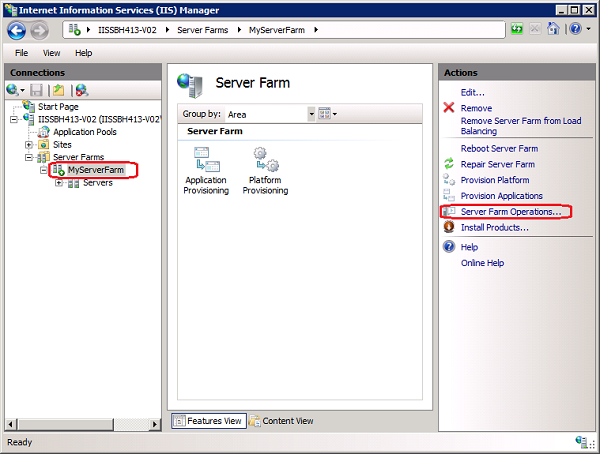 Internet Information Services (IIS) Manager
IISSBH413-V02
Server Farms
MyServerFarm
File View Help
Connections
Start Page
IISSBH413-V02 (IISSBH413-V02\
Application Pools
Sites
Server Farms
MyServerFarm
Servers
Server Farm
Group by: Area
Server Farm
Application Provisioning
Platform Provisioning
Features View
Content View
Actions
Edit...
Remove
Remove Server Farm from Load
Balancing
Reboot Server Farm
Repair Server Farm
Provision Platform
Provision Applications
Server Farm Operations...
Install Products...
Help
Online Help
Ready